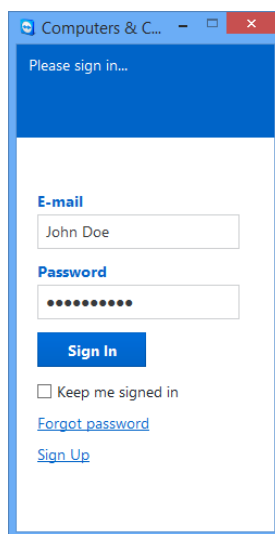 Computers & C...
Please sign in...
E-mail
John Doe
Password
●●●●●●●●●●
Sign In
Keep me signed in
Forgot password
Sign Up